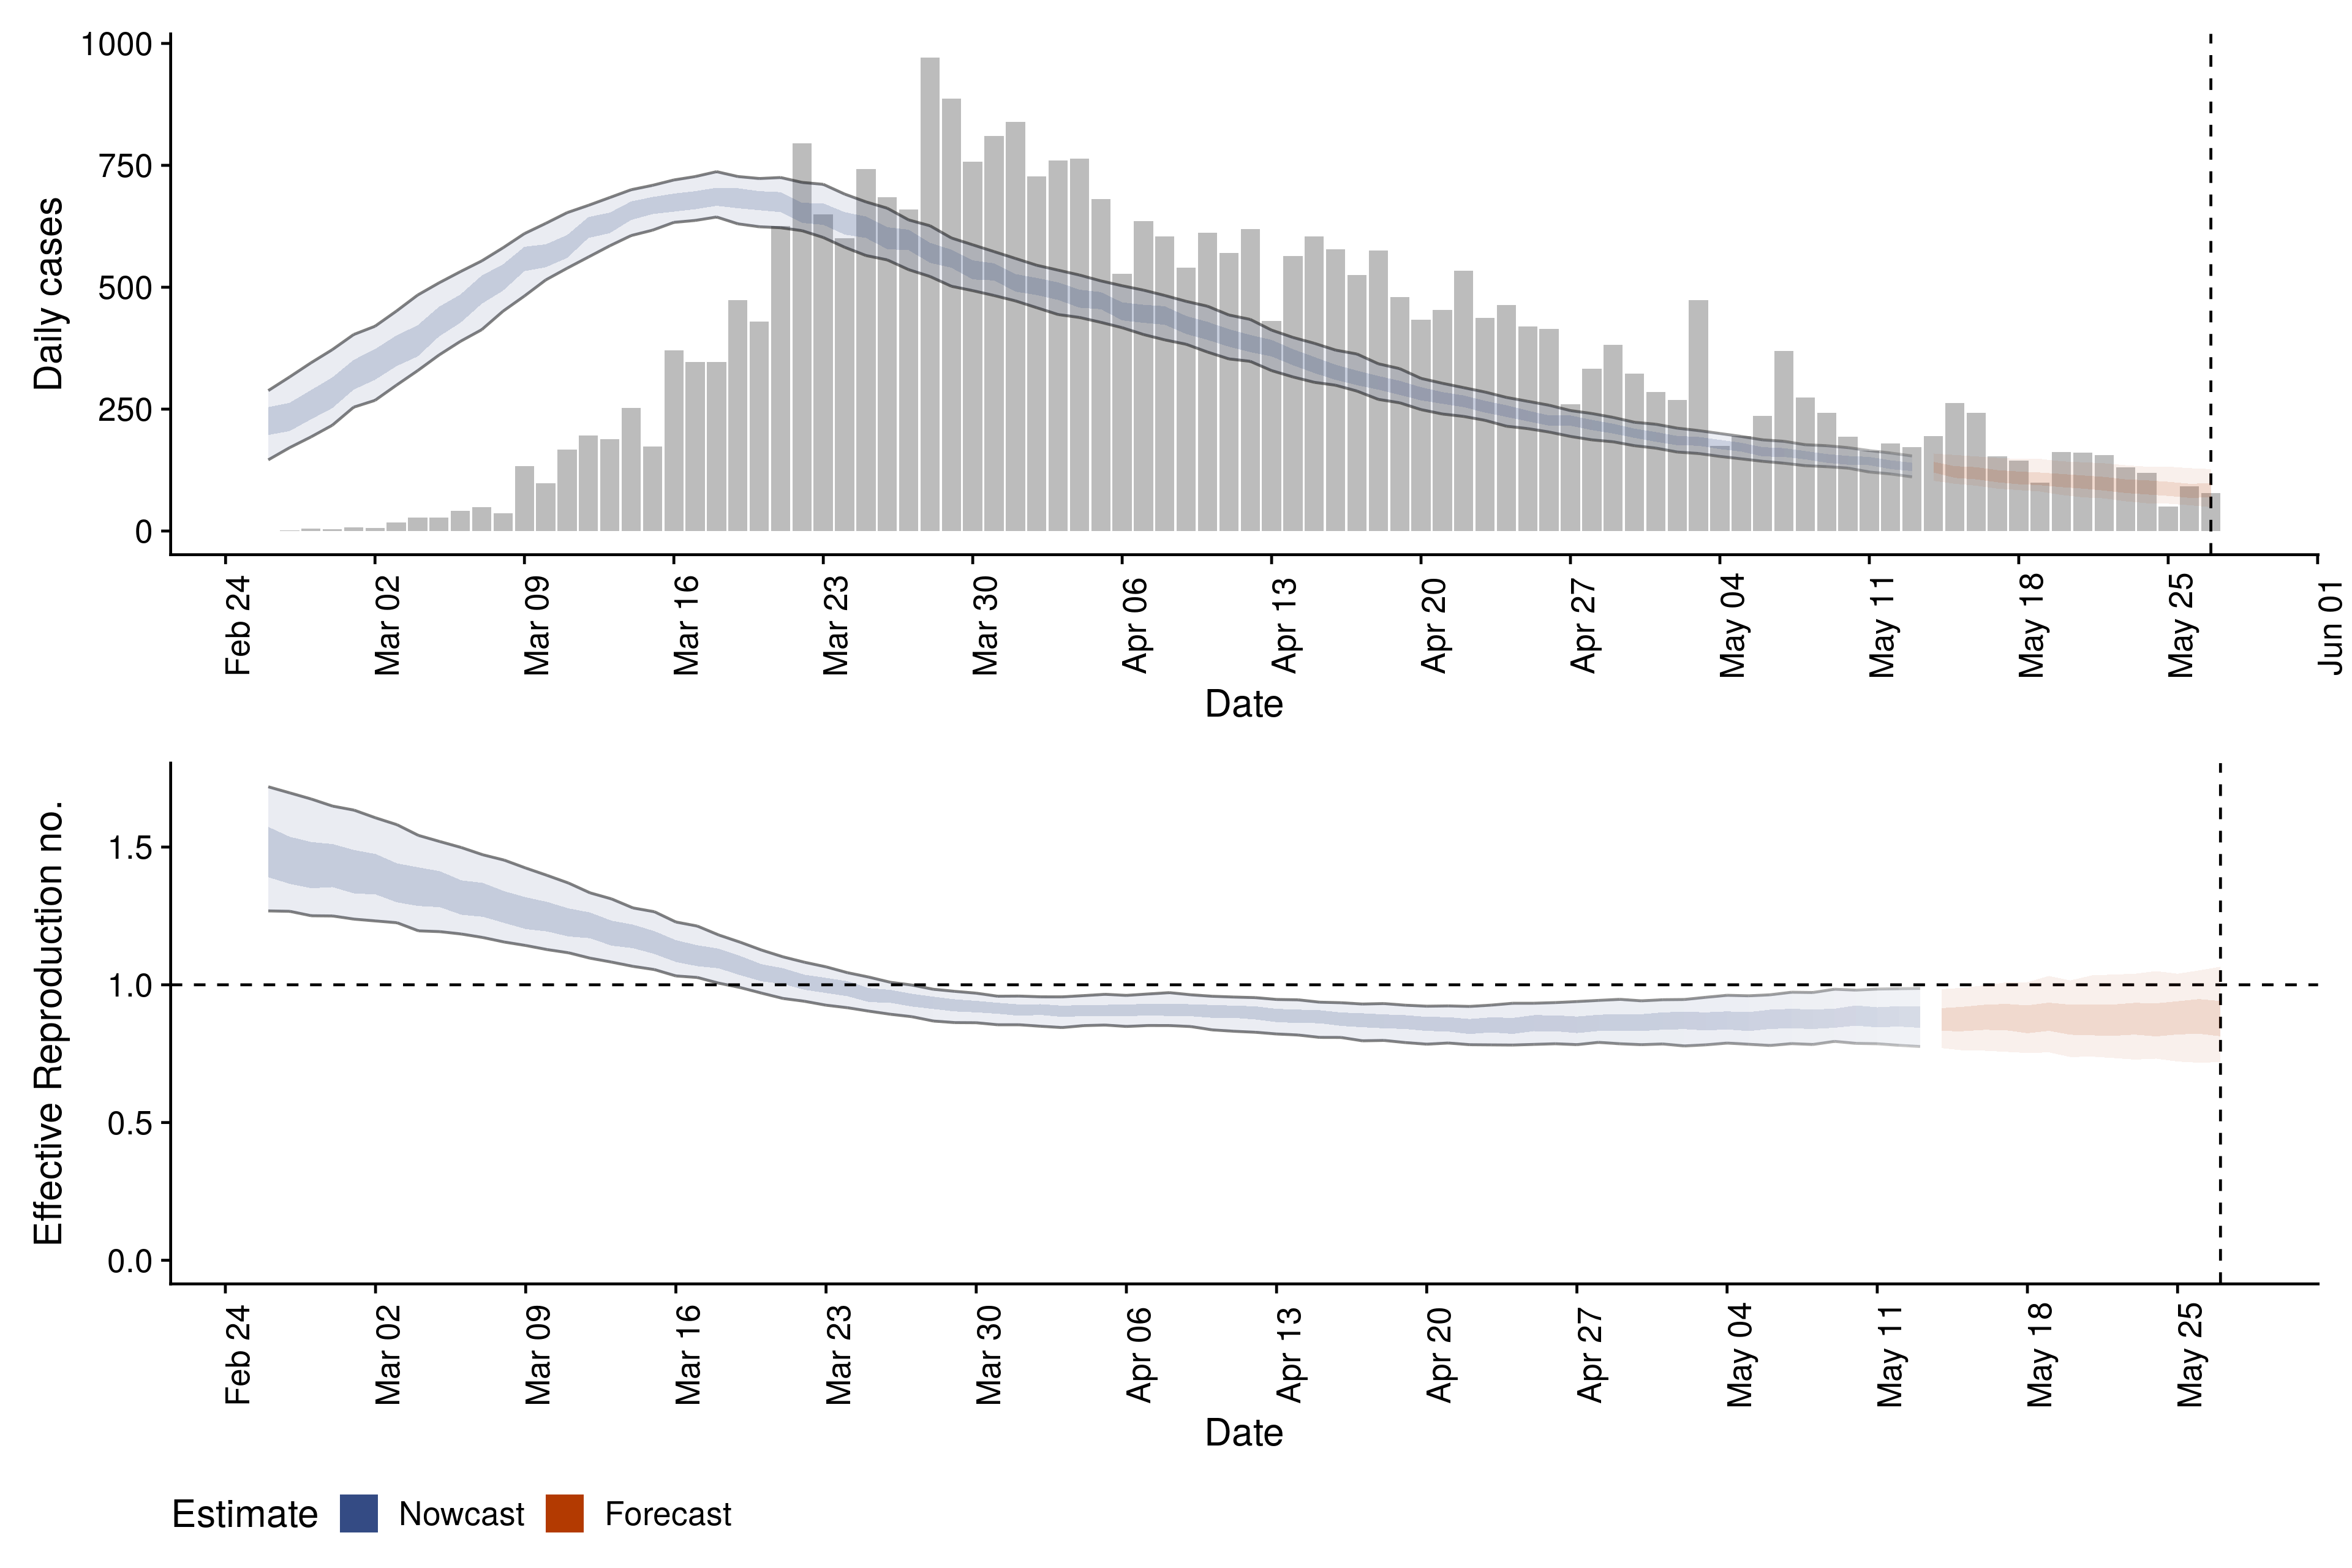 1000
750
500
250
0
Daily cases
Feb 24
Mar 02
Mar 09
Mar 16
Mar 23
Mar 30
Apr 06
Apr 13
Apr 20
Apr 27
May 04
May 11
May 18
May 25
Jun 01
Date
1.5
1.0
0.5
0.0
Effective Reproduction no.
Feb 24
Mar 02
Mar 09
Mar 16
Mar 23
Mar 30
Apr 06
Apr 13
Apr 20
Apr 27
May 04
May 11
May 18
May 25
Date
Estimate Nowcast Forecast